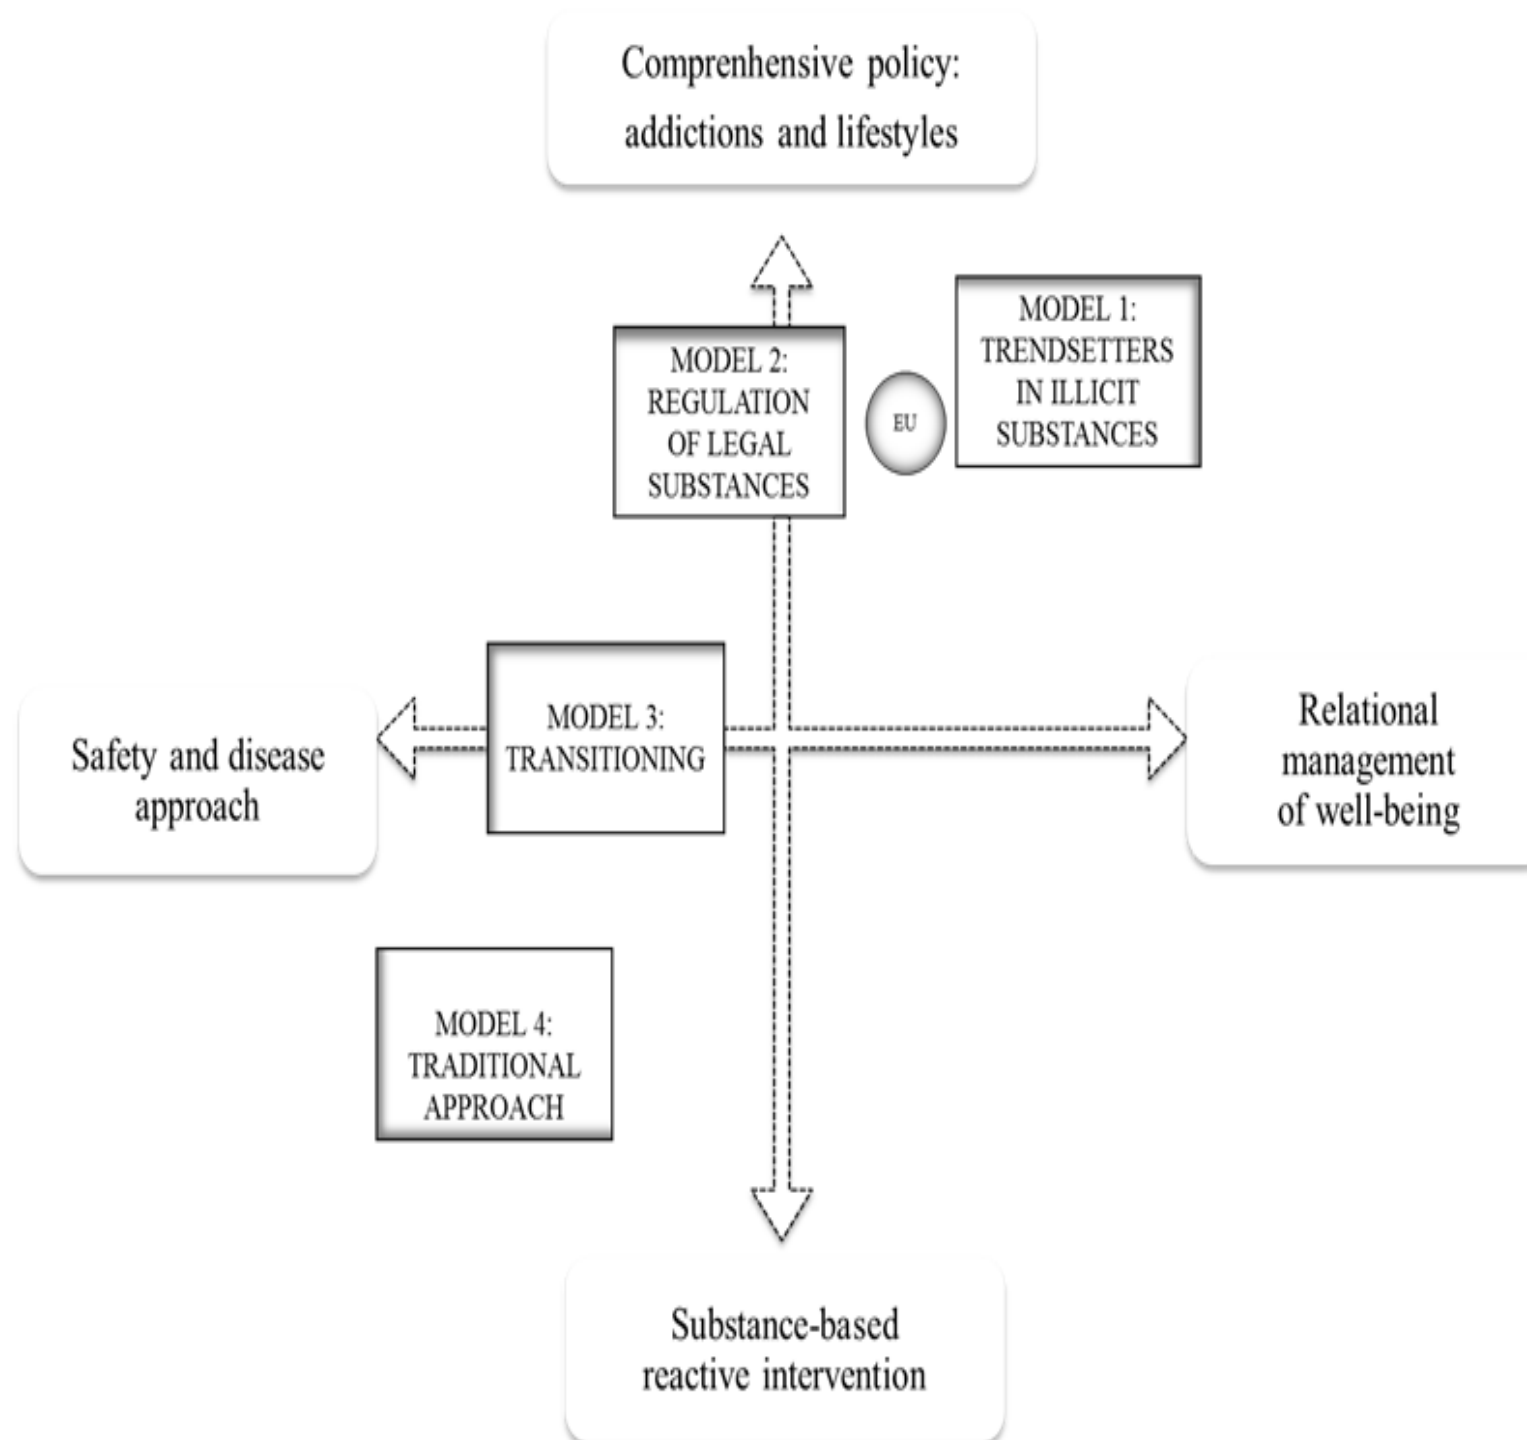 Comprenhensive policy:
addictions and lifestyles
MODEL 1:
TRENDSETTERS
IN ILLICIT
SUBSTANCES
MODEL 2:
REGULATION
OF LEGAL
SUBSTANCES
EU
MODEL 3:
TRANSITIONING
Safety and disease
approach
Relational
management
of well-being
MODEL 4:
TRADITIONAL
APPROACH
Substance-based
reactive intervention